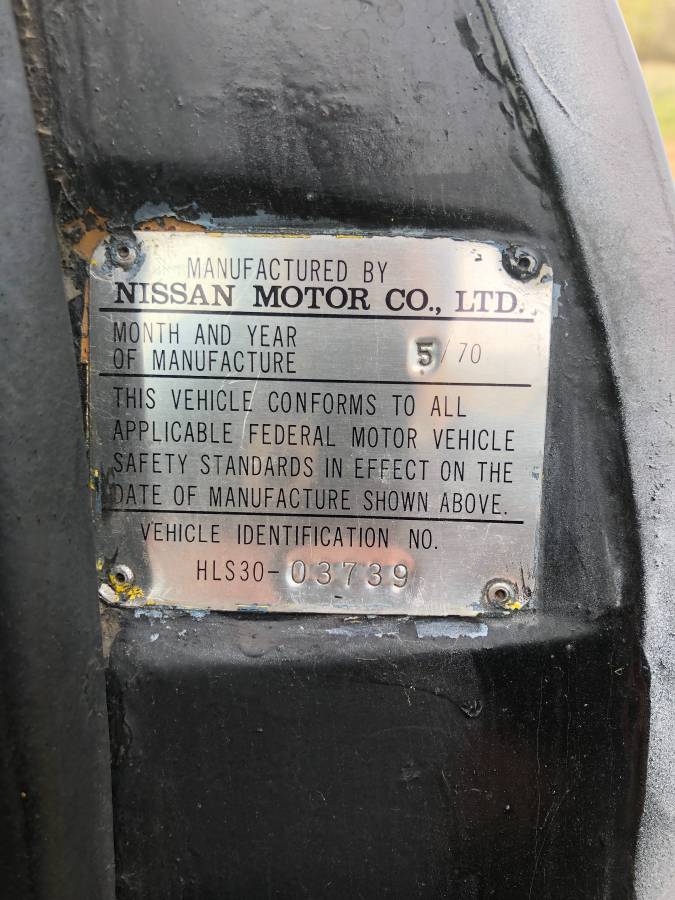 MANUFACTURED BY
NISSAN MOTOR CO., LTD.
MONTH AND YEAR
OF MANUFACTURE 5/70
THIS VEHICLE CONFORMS TO ALL
APPLICABLE FEDERAL MOTOR VEHICLE
SAFETY STANDARDS IN EFFECT ON THE
DATE OF MANUFACTURE SHOWN ABOVE.
VEHICLE IDENTIFICATION NO.
HLS30-03739